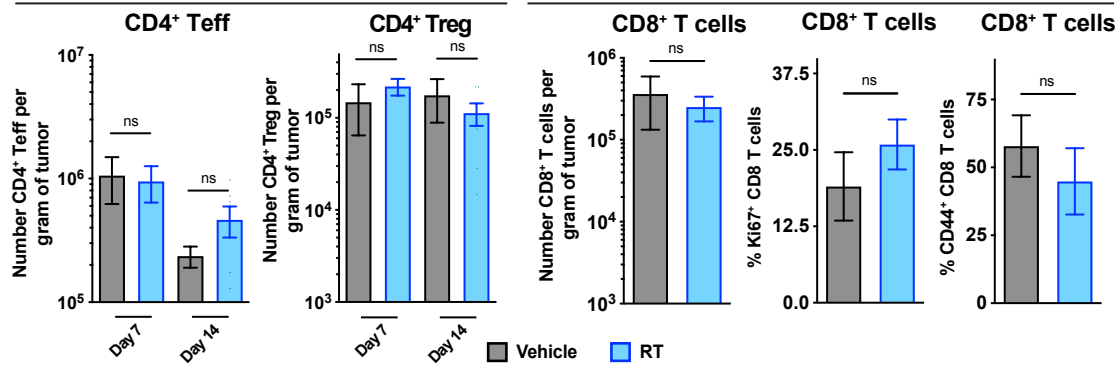 CD4⁺ Teff
Number CD4⁺ Teff per
gram of tumor
10⁷
10⁶
10⁵
ns
ns
Day 7
Day 14
CD4⁺ Treg
Number CD4⁺ Treg per
gram of tumor
10⁶
10⁵
10⁵
10³
ns
ns
Day 7
Day 14
CD8⁺ T cells
Number CD8⁺ T cells per
gram of tumor
10⁶
10⁵
10⁵
10³
ns
CD8⁺ T cells
% Ki67⁺ CD8 T cells
37.5
25.0
12.5
0.0
ns
CD8⁺ T cells
% CD44⁺ CD8 T cells
75
50
25
0
ns
Vehicle
RT